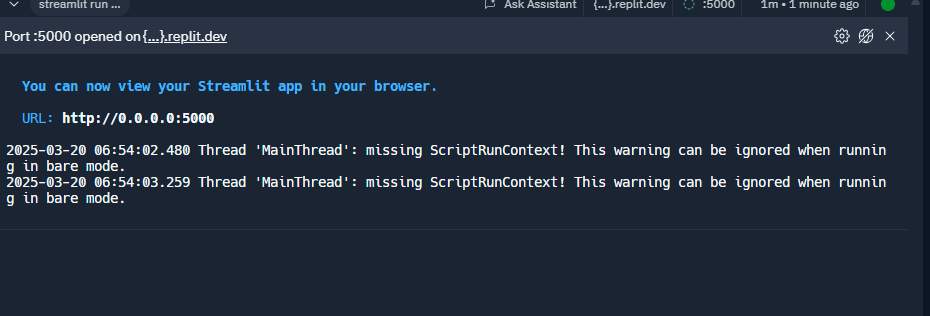 streamlit run ... Ask Assistant {...}.replit.dev :5000 1m • 1 minute ago
Port :5000 opened on {...}.replit.dev
You can now view your Streamlit app in your browser.
URL: http://0.0.0.0:5000
2025-03-20 06:54:02.480 Thread 'MainThread': missing ScriptRunContext! This warning can be ignored when runnin
g in bare mode.
2025-03-20 06:54:03.259 Thread 'MainThread': missing ScriptRunContext! This warning can be ignored when runnin
g in bare mode.